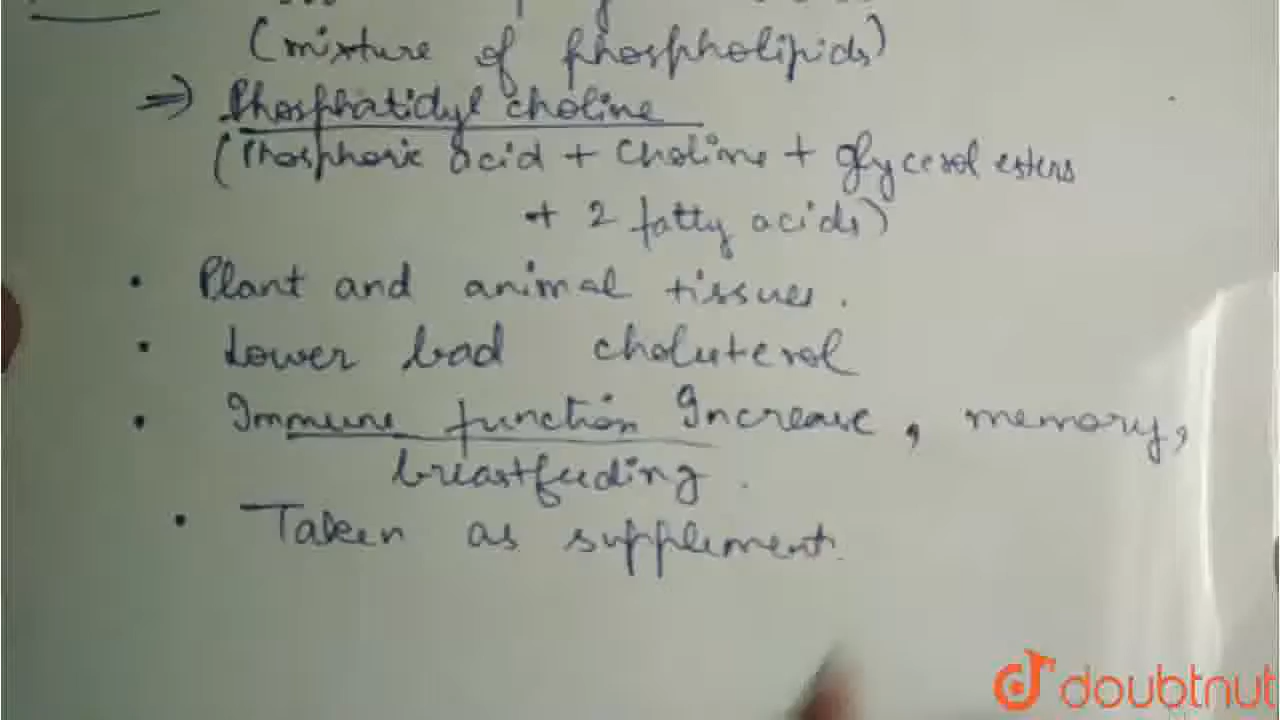 (mixture of phospholipids)
⇒ Phosphatidyl choline
(Phosphoric acid + Choline + glycerol esters
+ 2 fatty acids)
• Plant and animal tissues.
• Lower bad cholesterol
• Immune function Increase, memory,
breastfeeding.
• Taken as supplement.
doubtnut